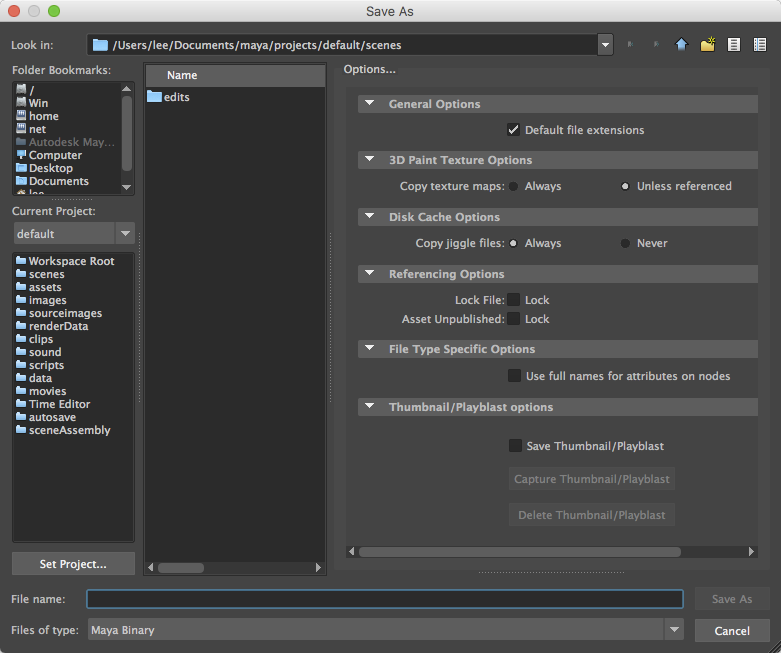 Save As
Look in:
/Users/lee/Documents/maya/projects/default/scenes
Folder Bookmarks:
/
Win
home
net
Autodesk May...
Computer
Desktop
Documents
lee
Current Project:
default
Workspace Root
scenes
assets
images
sourceimages
renderData
clips
sound
scripts
data
movies
Time Editor
autosave
sceneAssembly
Set Project...
Name
edits
Options...
General Options
Default file extensions
3D Paint Texture Options
Copy texture maps: Always Unless referenced
Disk Cache Options
Copy jiggle files: Always Never
Referencing Options
Lock File: Lock
Asset Unpublished: Lock
File Type Specific Options
Use full names for attributes on nodes
Thumbnail/Playblast options
Save Thumbnail/Playblast
Capture Thumbnail/Playblast
Delete Thumbnail/Playblast
File name:
Save As
Files of type: Maya Binary
Cancel